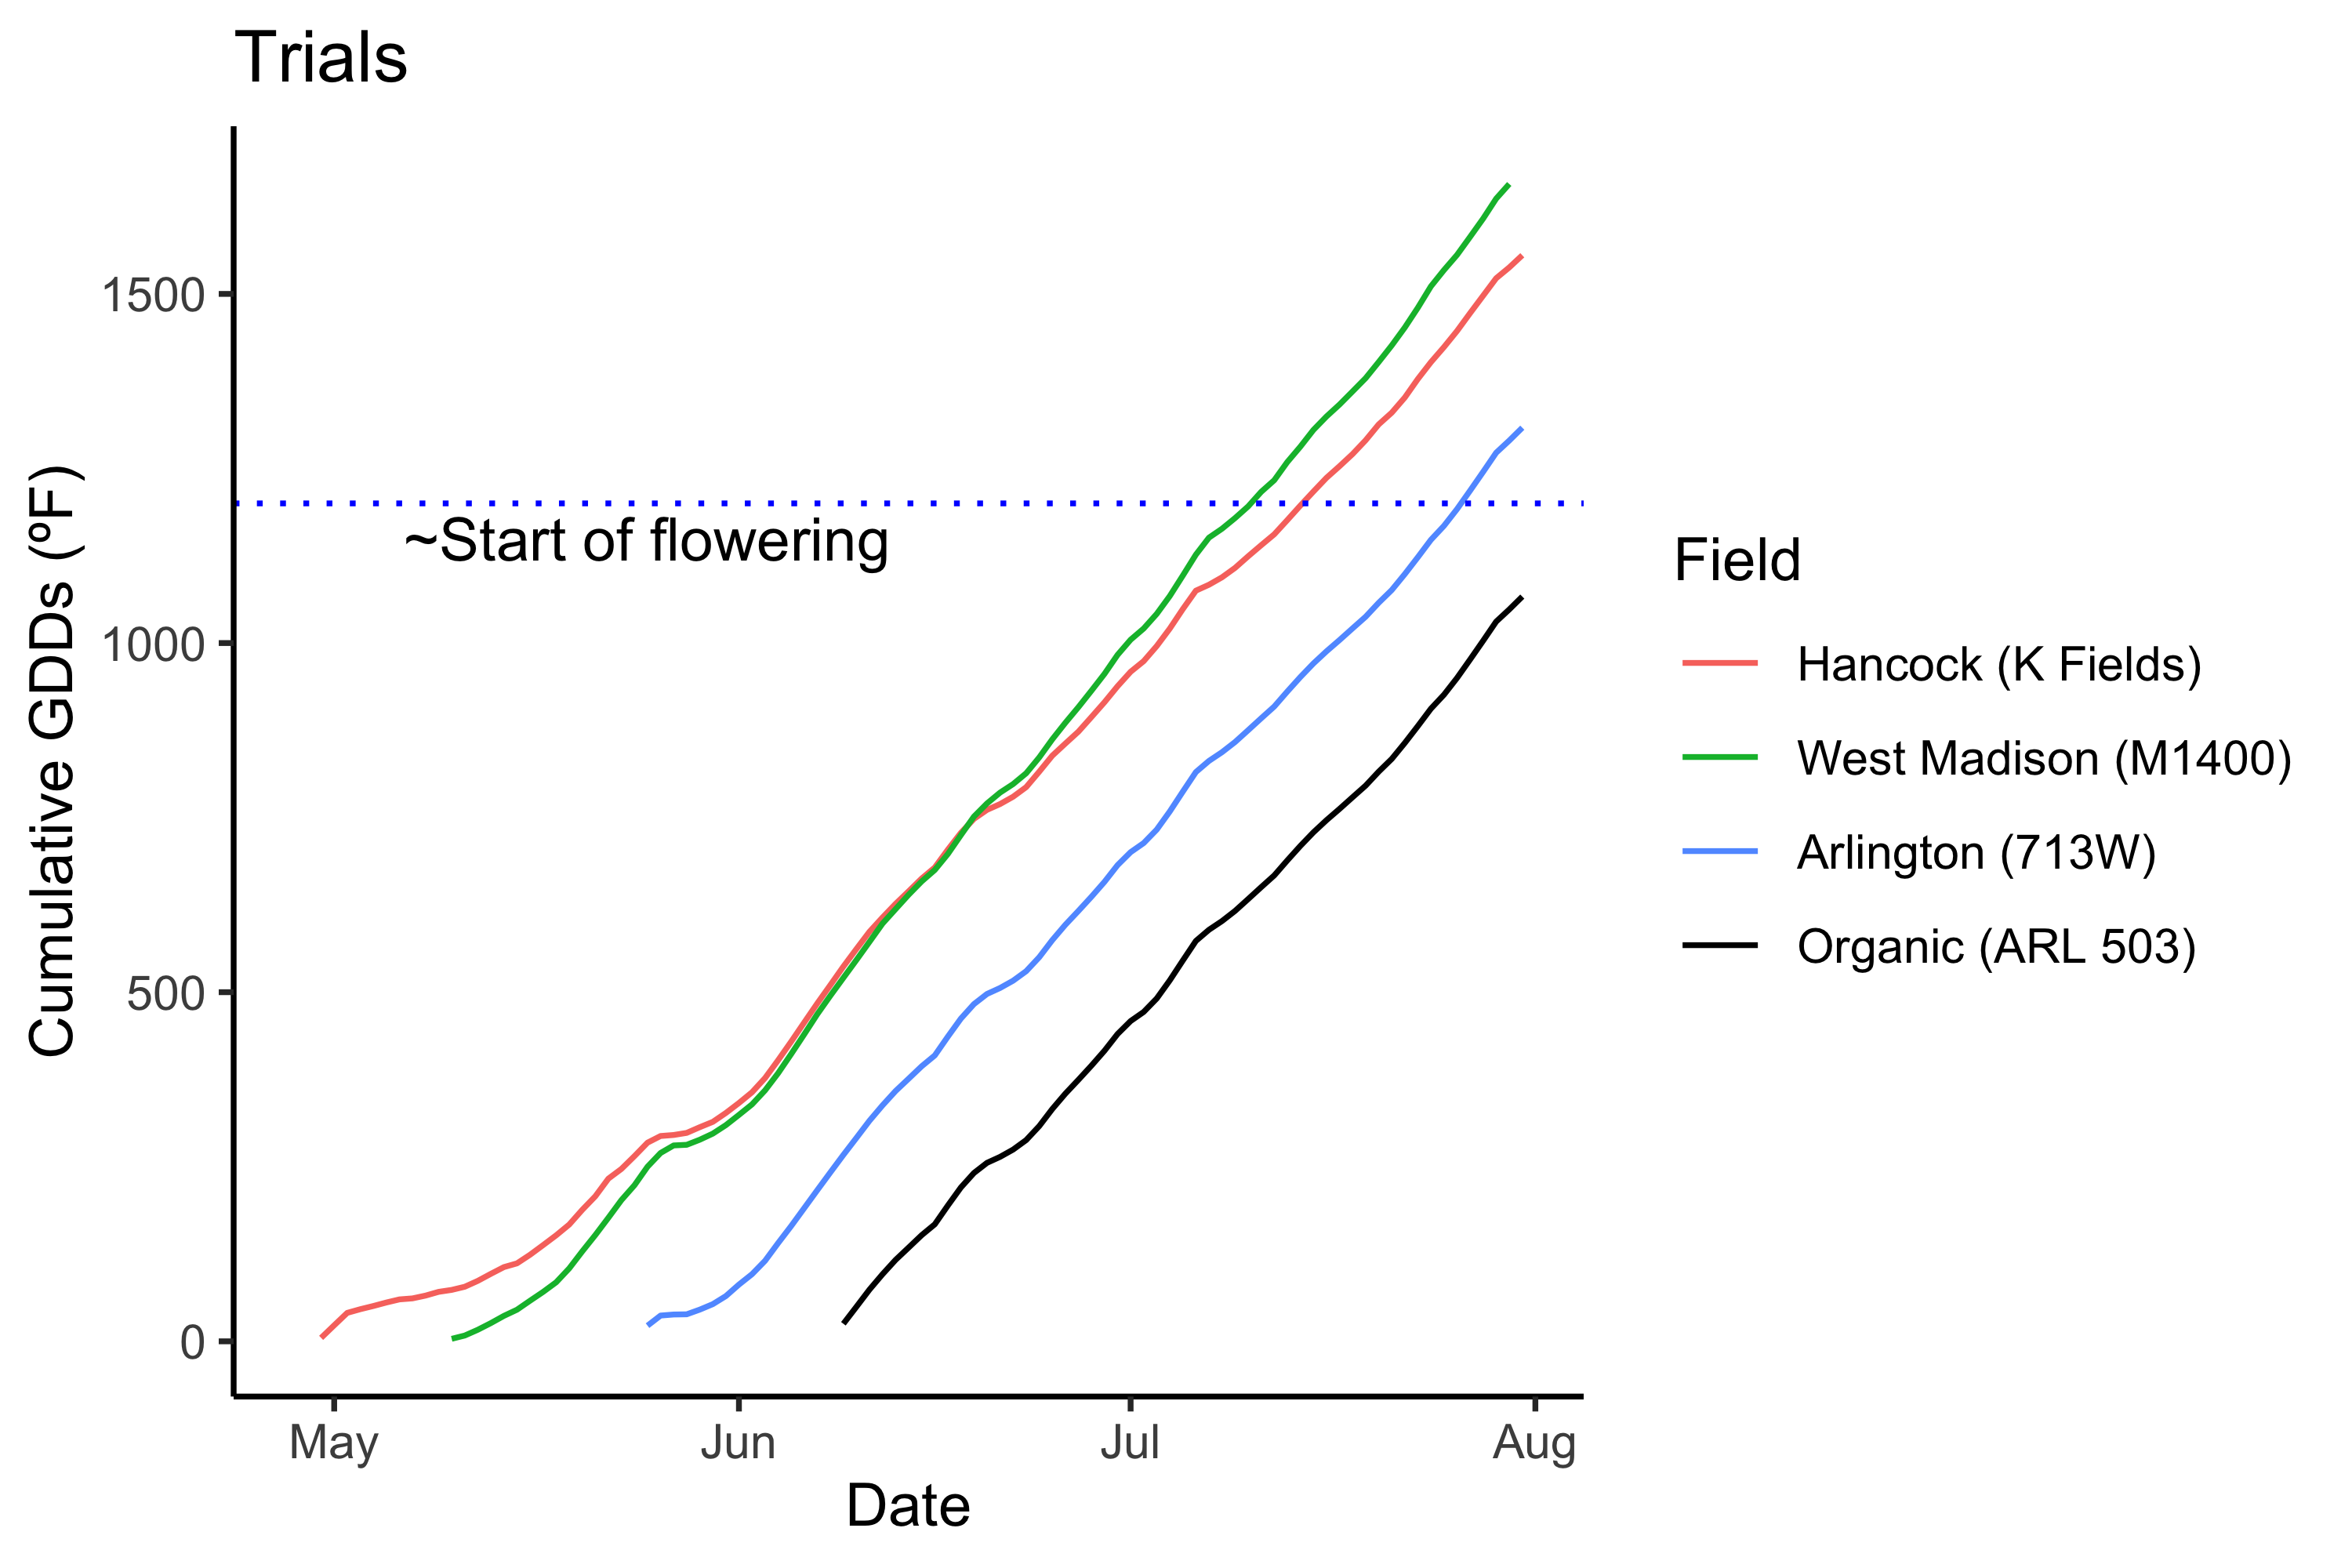 Trials
Cumulative GDDs (ºF)
1500
1000
500
0
~Start of flowering
May
Jun
Jul
Aug
Date
Field
Hancock (K Fields)
West Madison (M1400)
Arlington (713W)
Organic (ARL 503)